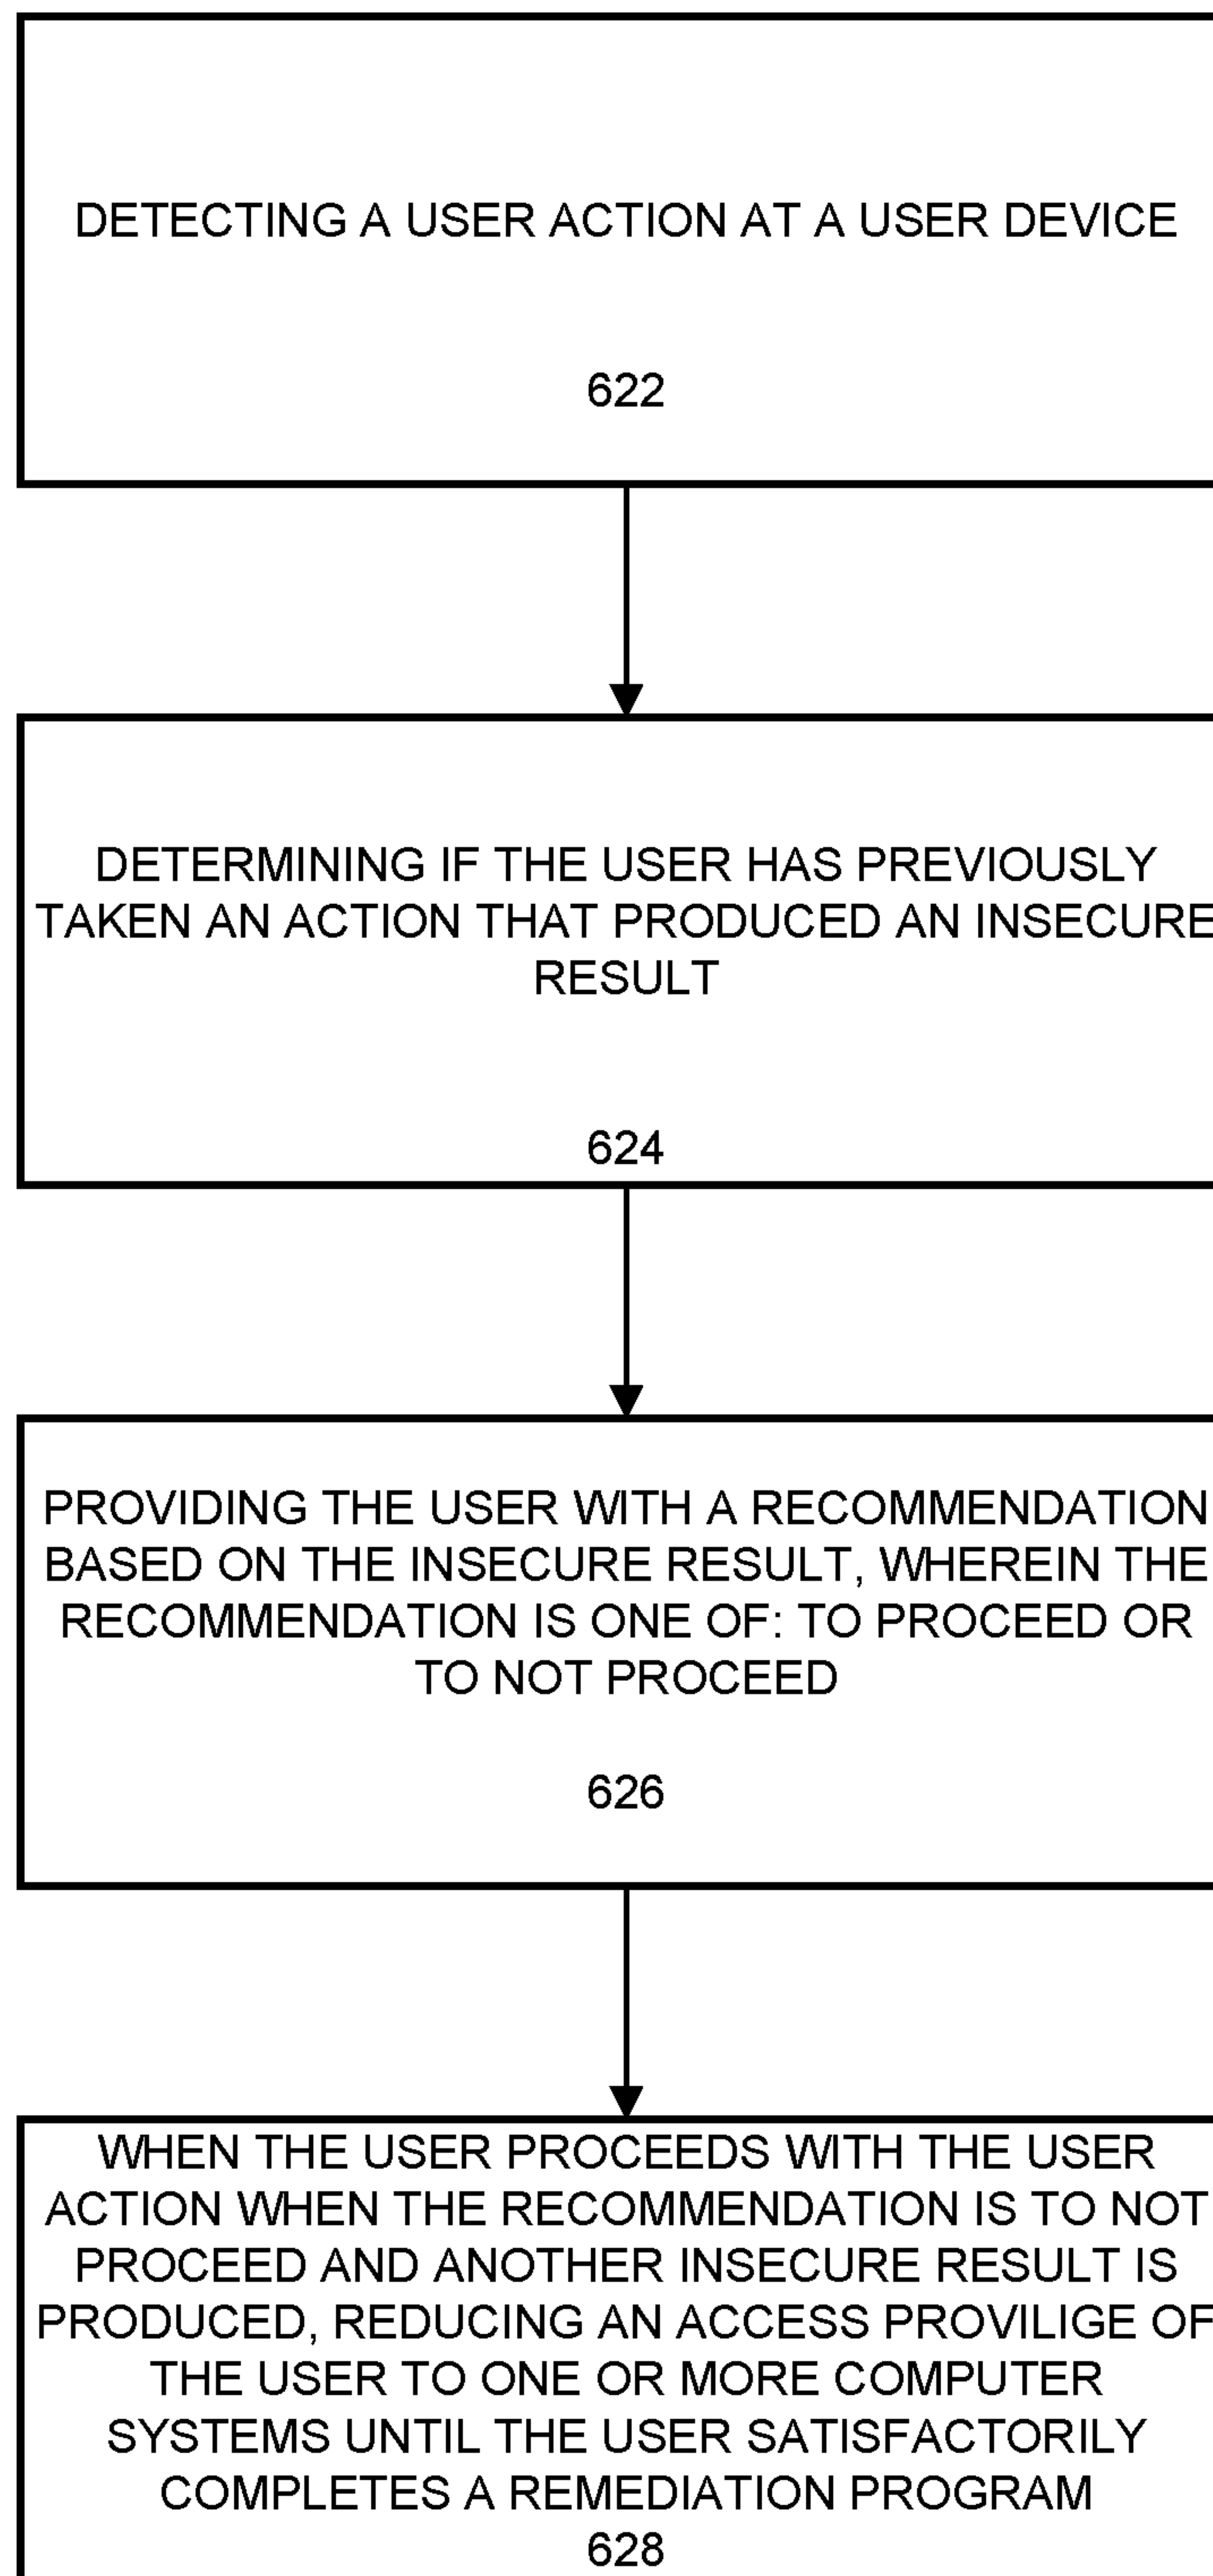 DETECTING A USER ACTION AT A USER DEVICE
622
DETERMINING IF THE USER HAS PREVIOUSLY
TAKEN AN ACTION THAT PRODUCED AN INSECURE
RESULT
624
PROVIDING THE USER WITH A RECOMMENDATION
BASED ON THE INSECURE RESULT, WHEREIN THE
RECOMMENDATION IS ONE OF: TO PROCEED OR
TO NOT PROCEED
626
WHEN THE USER PROCEEDS WITH THE USER
ACTION WHEN THE RECOMMENDATION IS TO NOT
PROCEED AND ANOTHER INSECURE RESULT IS
PRODUCED, REDUCING AN ACCESS PROVILIGE OF
THE USER TO ONE OR MORE COMPUTER
SYSTEMS UNTIL THE USER SATISFACTORILY
COMPLETES A REMEDIATION PROGRAM
628